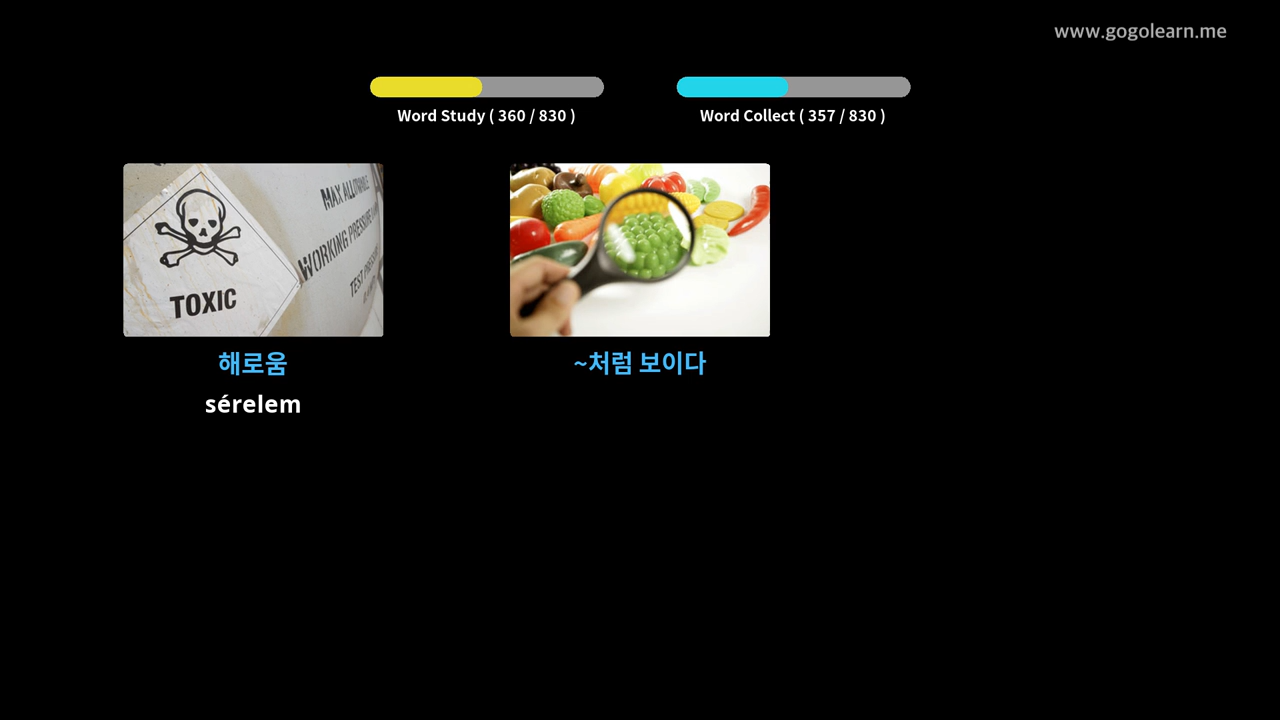 www.gogolearn.me
Word Study ( 360 / 830 )
Word Collect ( 357 / 830 )
TOXIC
MAX ALLOWABLE
WORKING PRESSURE
TEST
해로움
~처럼 보이다
sérelem